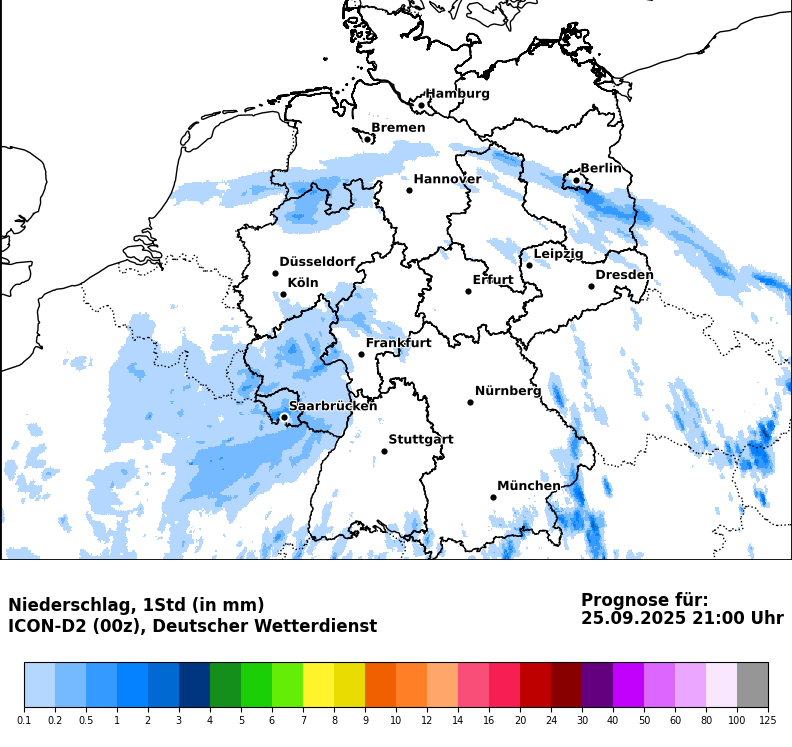 Hamburg
Bremen
Berlin
Hannover
Leipzig
Düsseldorf
Dresden
Köln
Erfurt
Frankfurt
Nürnberg
Saarbrücken
Stuttgart
München
Niederschlag, 1Std (in mm)
ICON-D2 (00z), Deutscher Wetterdienst
Prognose für:
25.09.2025 21:00 Uhr
0.1 0.2 0.5 1 2 3 4 5 6 7 8 9 10 12 14 16 20 24 30 40 50 60 80 100 125